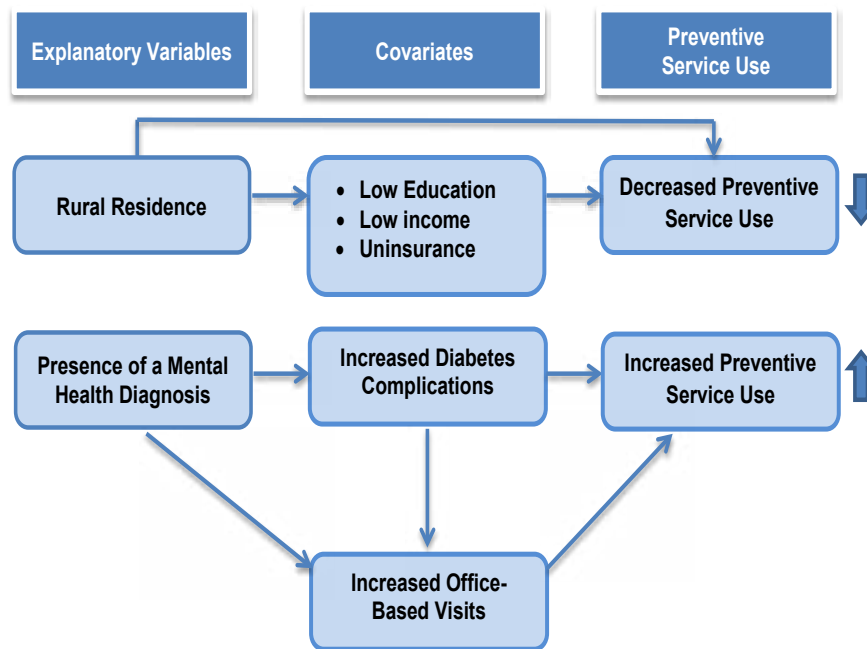 Explanatory Variables
Covariates
Preventive
Service Use
Rural Residence
• Low Education
• Low income
• Uninsurance
Decreased Preventive
Service Use
Presence of a Mental
Health Diagnosis
Increased Diabetes
Complications
Increased Preventive
Service Use
Increased Office-
Based Visits